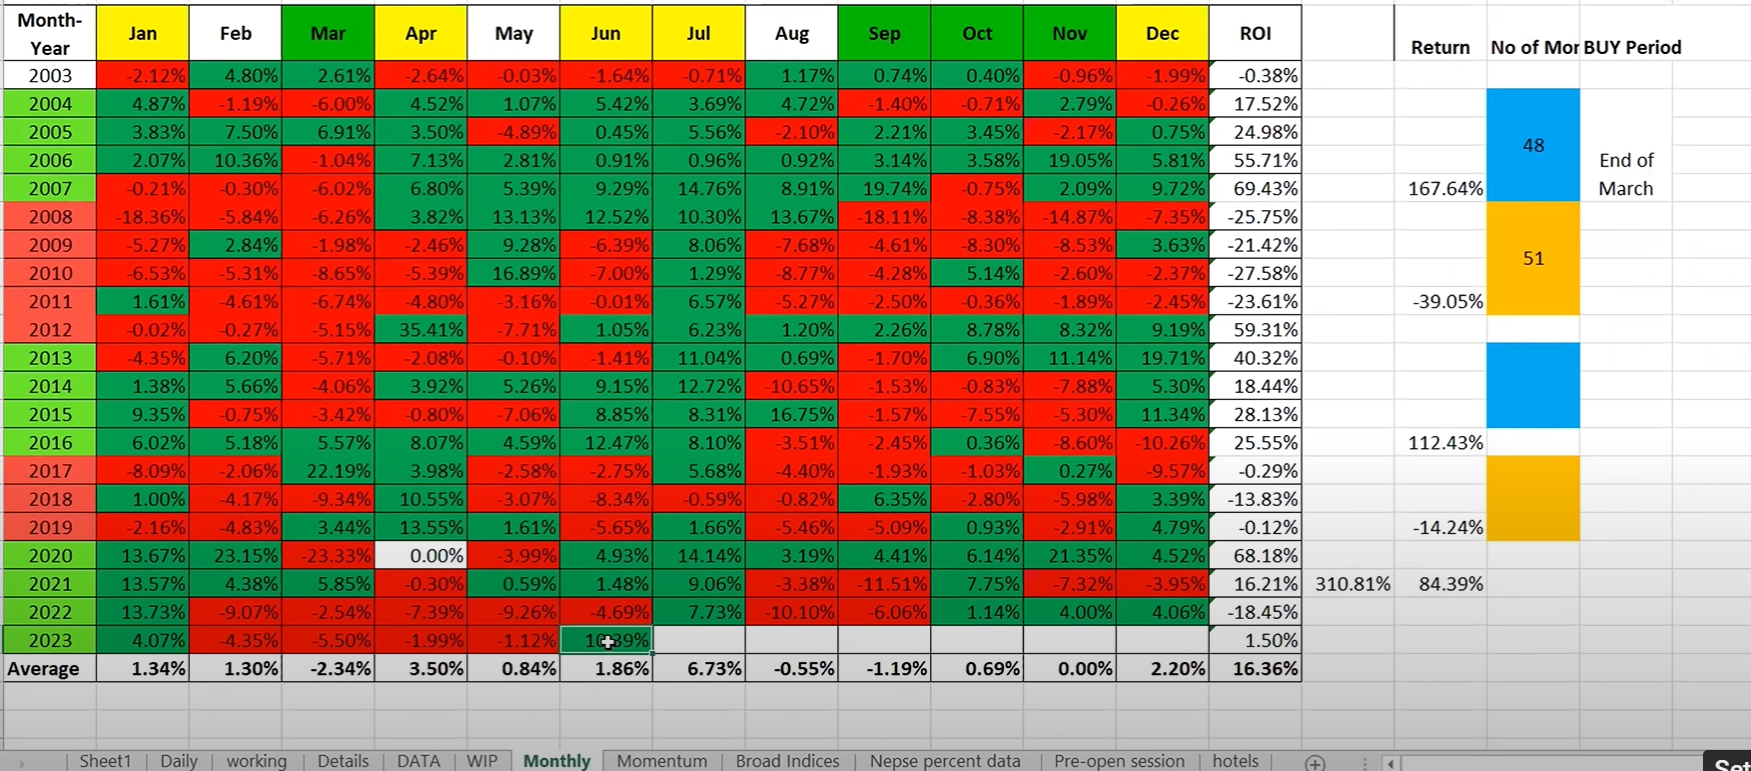 Month-Year Jan Feb Mar Apr May Jun Jul Aug Sep Oct Nov Dec ROI Return No of Mor BUY Period
2003 -2.12% 4.80% 2.61% -2.64% -0.03% -1.64% -0.71% 1.17% 0.74% 0.40% -0.96% -1.99% -0.38%
2004 4.87% -1.19% -6.00% 4.52% 1.07% 5.42% 3.69% 4.72% -1.40% -0.71% 2.79% -0.26% 17.52%
2005 3.83% 7.50% 6.91% 3.50% -4.89% 0.45% 5.56% -2.10% 2.21% 3.45% -2.17% 0.75% 24.98% 48
2006 2.07% 10.36% -1.04% 7.13% 2.81% 0.91% 0.96% 0.92% 3.14% 3.58% 19.05% 5.81% 55.71% End of
2007 -0.21% -0.30% -6.02% 6.80% 5.39% 9.29% 14.76% 8.91% 19.74% -0.75% 2.09% 9.72% 69.43% 167.64% March
2008 -18.36% -5.84% -6.26% 3.82% 13.13% 12.52% 10.30% 13.67% -18.11% -8.38% -14.87% -7.35% -25.75%
2009 -5.27% 2.84% -1.98% -2.46% 9.28% -6.39% 8.06% -7.68% -4.61% -8.30% -8.53% 3.63% -21.42% 51
2010 -6.53% -5.31% -8.65% -5.39% 16.89% -7.00% 1.29% -8.77% -4.28% 5.14% -2.60% -2.37% -27.58%
2011 1.61% -4.61% -6.74% -4.80% -3.16% -0.01% 6.57% -5.27% -2.50% -0.36% -1.89% -2.45% -23.61% -39.05%
2012 -0.02% -0.27% -5.15% 35.41% -7.71% 1.05% 6.23% 1.20% 2.26% 8.78% 8.32% 9.19% 59.31%
2013 -4.35% 6.20% -5.71% -2.08% -0.10% -1.41% 11.04% 0.69% -1.70% 6.90% 11.14% 19.71% 40.32%
2014 1.38% 5.66% -4.06% 3.92% 5.26% 9.15% 12.72% -10.65% -1.53% -0.83% -7.88% 5.30% 18.44%
2015 9.35% -0.75% -3.42% -0.80% -7.06% 8.85% 8.31% 16.75% -1.57% -7.55% -5.30% 11.34% 28.13%
2016 6.02% 5.18% 5.57% 8.07% 4.59% 12.47% 8.10% -3.51% -2.45% 0.36% -8.60% -10.26% 25.55% 112.43%
2017 -8.09% -2.06% 22.19% 3.98% -2.58% -2.75% 5.68% -4.40% -1.93% -1.03% 0.27% -9.57% -0.29%
2018 1.00% -4.17% -9.34% 10.55% -3.07% -8.34% -0.59% -0.82% 6.35% -2.80% -5.98% 3.39% -13.83%
2019 -2.16% -4.83% 3.44% 13.55% 1.61% -5.65% 1.66% -5.46% -5.09% 0.93% -2.91% 4.79% -0.12% -14.24%
2020 13.67% 23.15% -23.33% 0.00% -3.99% 4.93% 14.14% 3.19% 4.41% 6.14% 21.35% 4.52% 68.18%
2021 13.57% 4.38% 5.85% -0.30% 0.59% 1.48% 9.06% -3.38% -11.51% 7.75% -7.32% -3.95% 16.21% 310.81% 84.39%
2022 13.73% -9.07% -2.54% -7.39% -9.26% -4.69% 7.73% -10.10% -6.06% 1.14% 4.00% 4.06% -18.45%
2023 4.07% -4.35% -5.50% -1.99% -1.12% 1.50%
Average 1.34% 1.30% -2.34% 3.50% 0.84% 1.86% 6.73% -0.55% -1.19% 0.69% 0.00% 2.20% 16.36%
Sheet1 Daily working Details DATA WIP Monthly Momentum Broad Indices Nepse percent data Pre-open session hotels